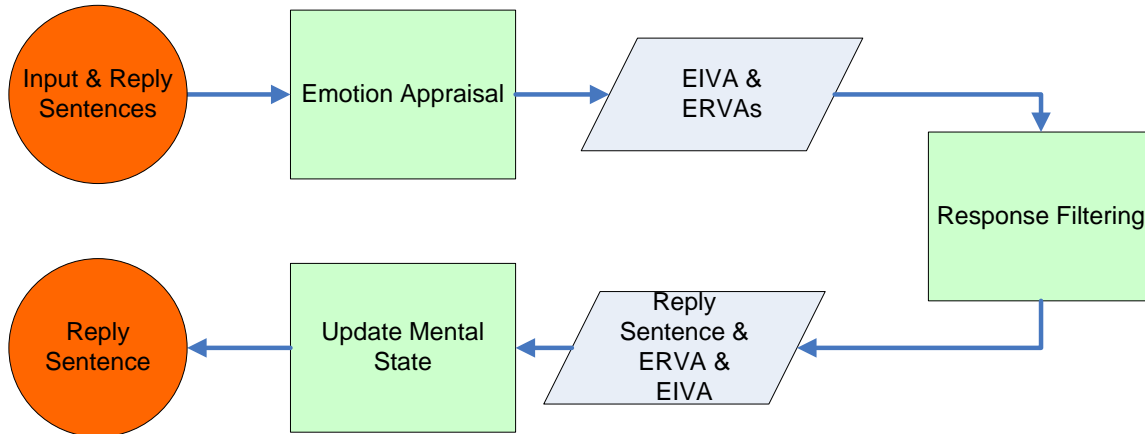 Input & Reply
Sentences
Emotion Appraisal
EIVA &
ERVAs
Response Filtering
Reply
Sentence &
ERVA &
EIVA
Update Mental
State
Reply
Sentence